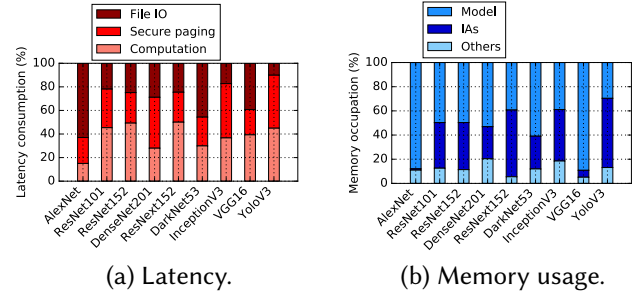 File IO
Secure paging
Computation
Latency consumption (%)
100
80
60
40
20
0
AlexNet
ResNet101
ResNet152
DenseNet201
ResNext152
DarkNet53
InceptionV3
VGG16
YoloV3
(a) Latency.
Model
IAs
Others
Memory occupation (%)
100
80
60
40
20
0
AlexNet
ResNet101
ResNet152
DenseNet201
ResNext152
DarkNet53
InceptionV3
VGG16
YoloV3
(b) Memory usage.